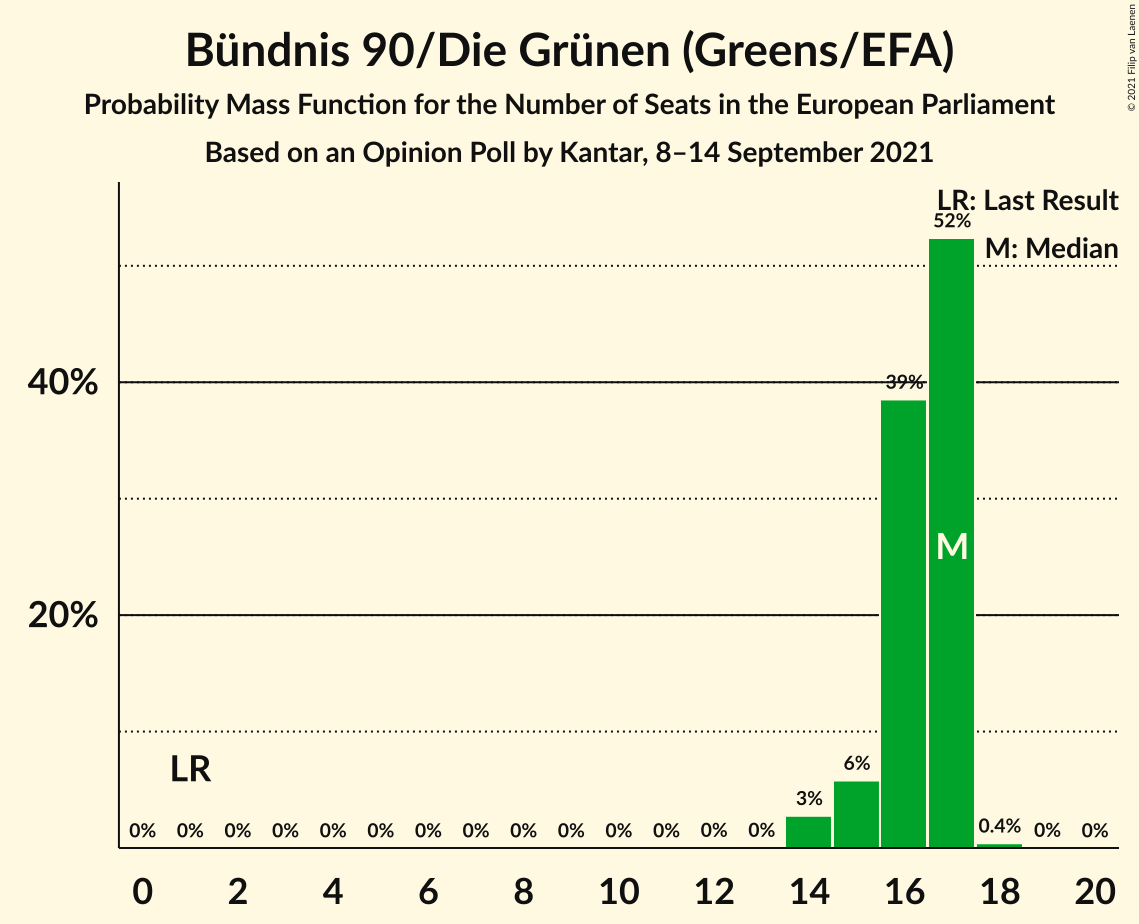 Bündnis 90/Die Grünen (Greens/EFA)
Probability Mass Function for the Number of Seats in the European Parliament
Based on an Opinion Poll by Kantar, 8–14 September 2021
© 2021 Filip van Laenen
LR: Last Result
52%
M: Median
40%
39%
M
20%
LR
6%
3%
0% 0% 0% 0% 0% 0% 0% 0% 0% 0% 0% 0% 0% 0% 0.4% 0% 0%
0 2 4 6 8 10 12 14 16 18 20